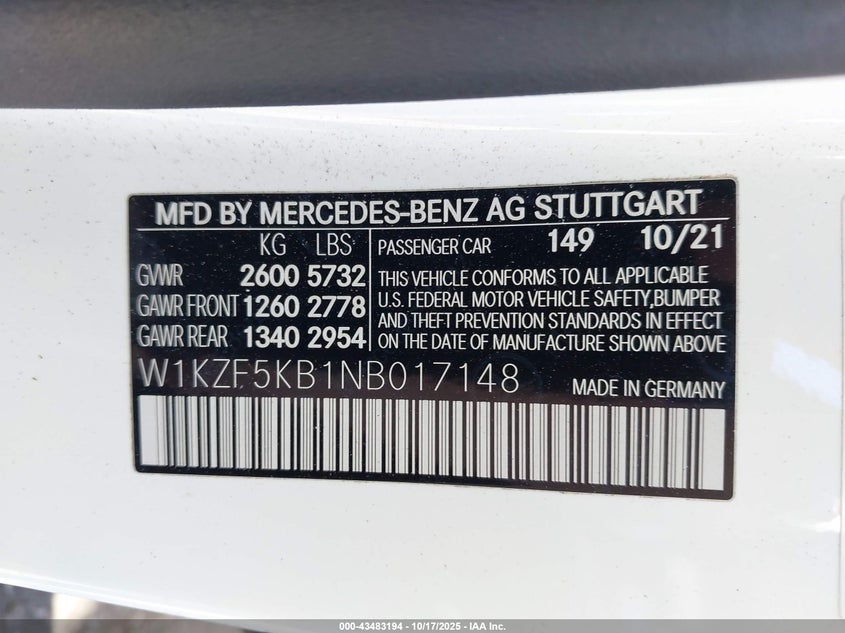 MFD BY MERCEDES-BENZ AG STUTTGART
KG LBS
GVWR 2600 5732
GAWR FRONT 1260 2778
GAWR REAR 1340 2954
PASSENGER CAR 149 10/21
THIS VEHICLE CONFORMS TO ALL APPLICABLE
U.S. FEDERAL MOTOR VEHICLE SAFETY,BUMPER
AND THEFT PREVENTION STANDARDS IN EFFECT
ON THE DATE OF MANUFACTURE SHOWN ABOVE
W1KZF5KB1NB017148
MADE IN GERMANY
000-43483194 - 10/17/2025 - IAA Inc.